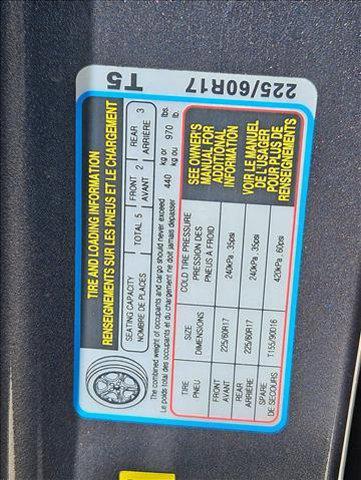 T5
225/60R17
TIRE AND LOADING INFORMATION
RENSEIGNEMENTS SUR LES PNEUS ET LE CHARGEMENT
SEATING CAPACITY
NOMBRE DE PLACES
TOTAL 5
FRONT
AVANT
2
REAR
ARRIÈRE
3
The combined weight of occupants and cargo should never exceed
Le poids total des occupants et du chargement ne doit jamais dépasser
440 kg or kg ou 970 lbs. lb.
TIRE
PNEU
SIZE
DIMENSIONS
COLD TIRE PRESSURE
PRESSION DES
PNEUS A FROID
FRONT
AVANT
225/60R17
240kPa .35psi
REAR
ARRIÈRE
225/60R17
240kPa .35psi
SPARE
DE SECOURS
T155/90D16
420kPa .60psi
SEE OWNER'S
MANUAL FOR
ADDITIONAL
INFORMATION
VOIR LE MANUEL
DE L'USAGER
POUR PLUS DE
RENSEIGNEMENTS